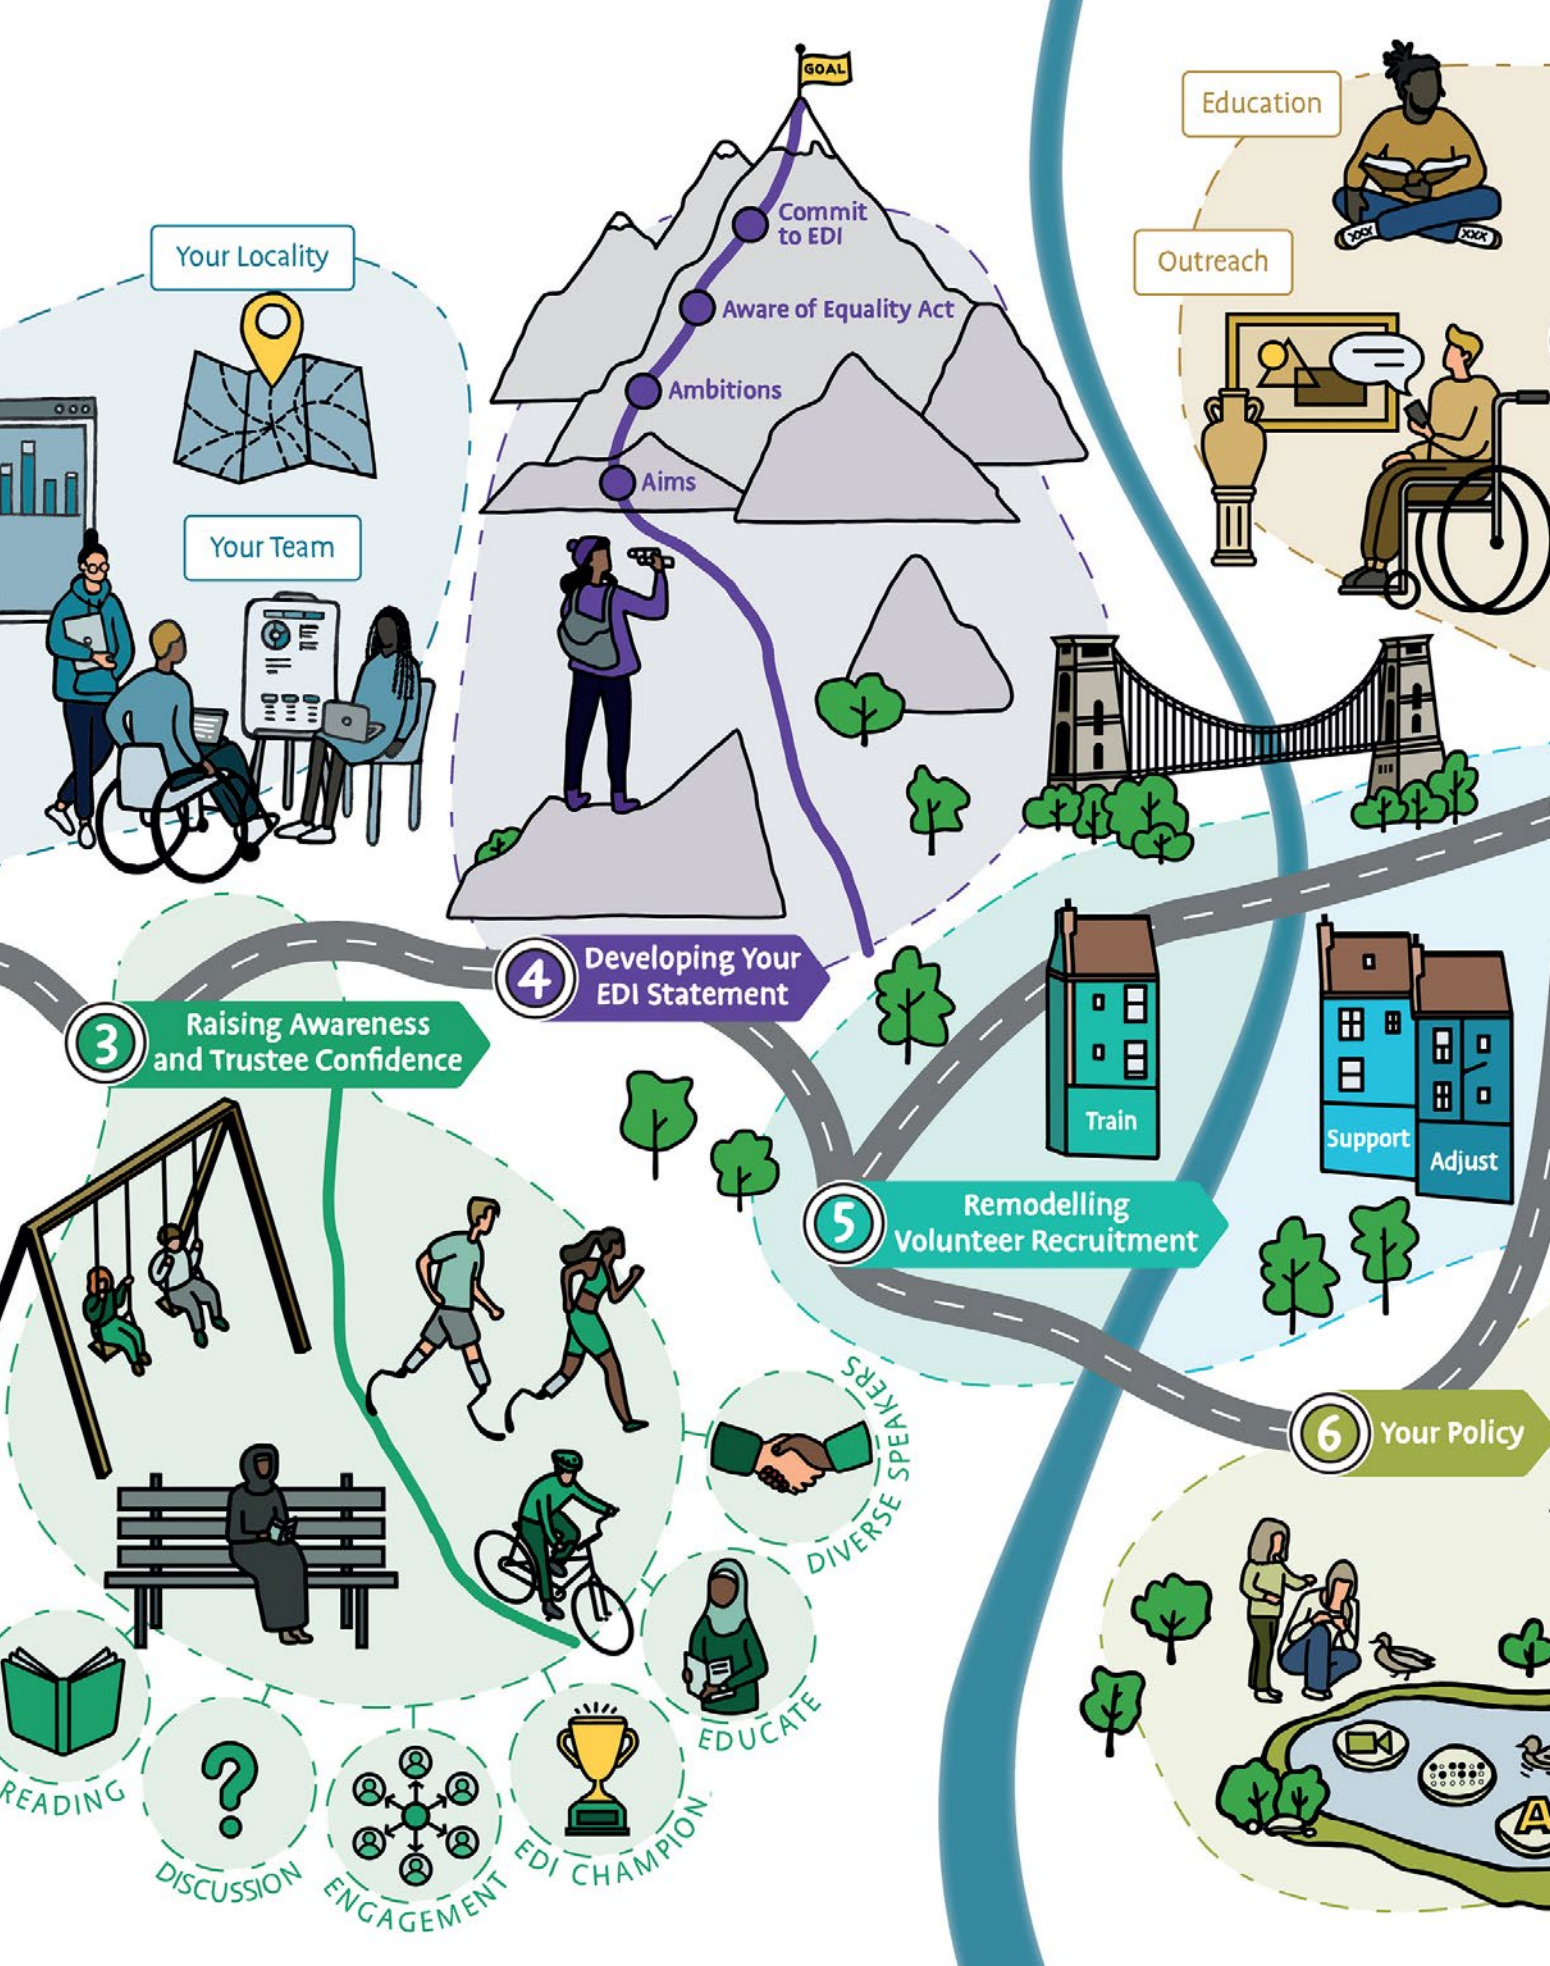 GOAL
Education
Commit
to EDI
Your Locality
Outreach
Aware of Equality Act
Ambitions
Aims
Your Team
4
Developing Your
EDI Statement
3
Raising Awareness
and Trustee Confidence
Train
Support
Adjust
5
Remodelling
Volunteer Recruitment
6
Your Policy
DIVERSE SPEAKERS
EDUCATE
EDI CHAMPION
ENGAGEMENT
DISCUSSION
READING
?
XXX
XXX
A